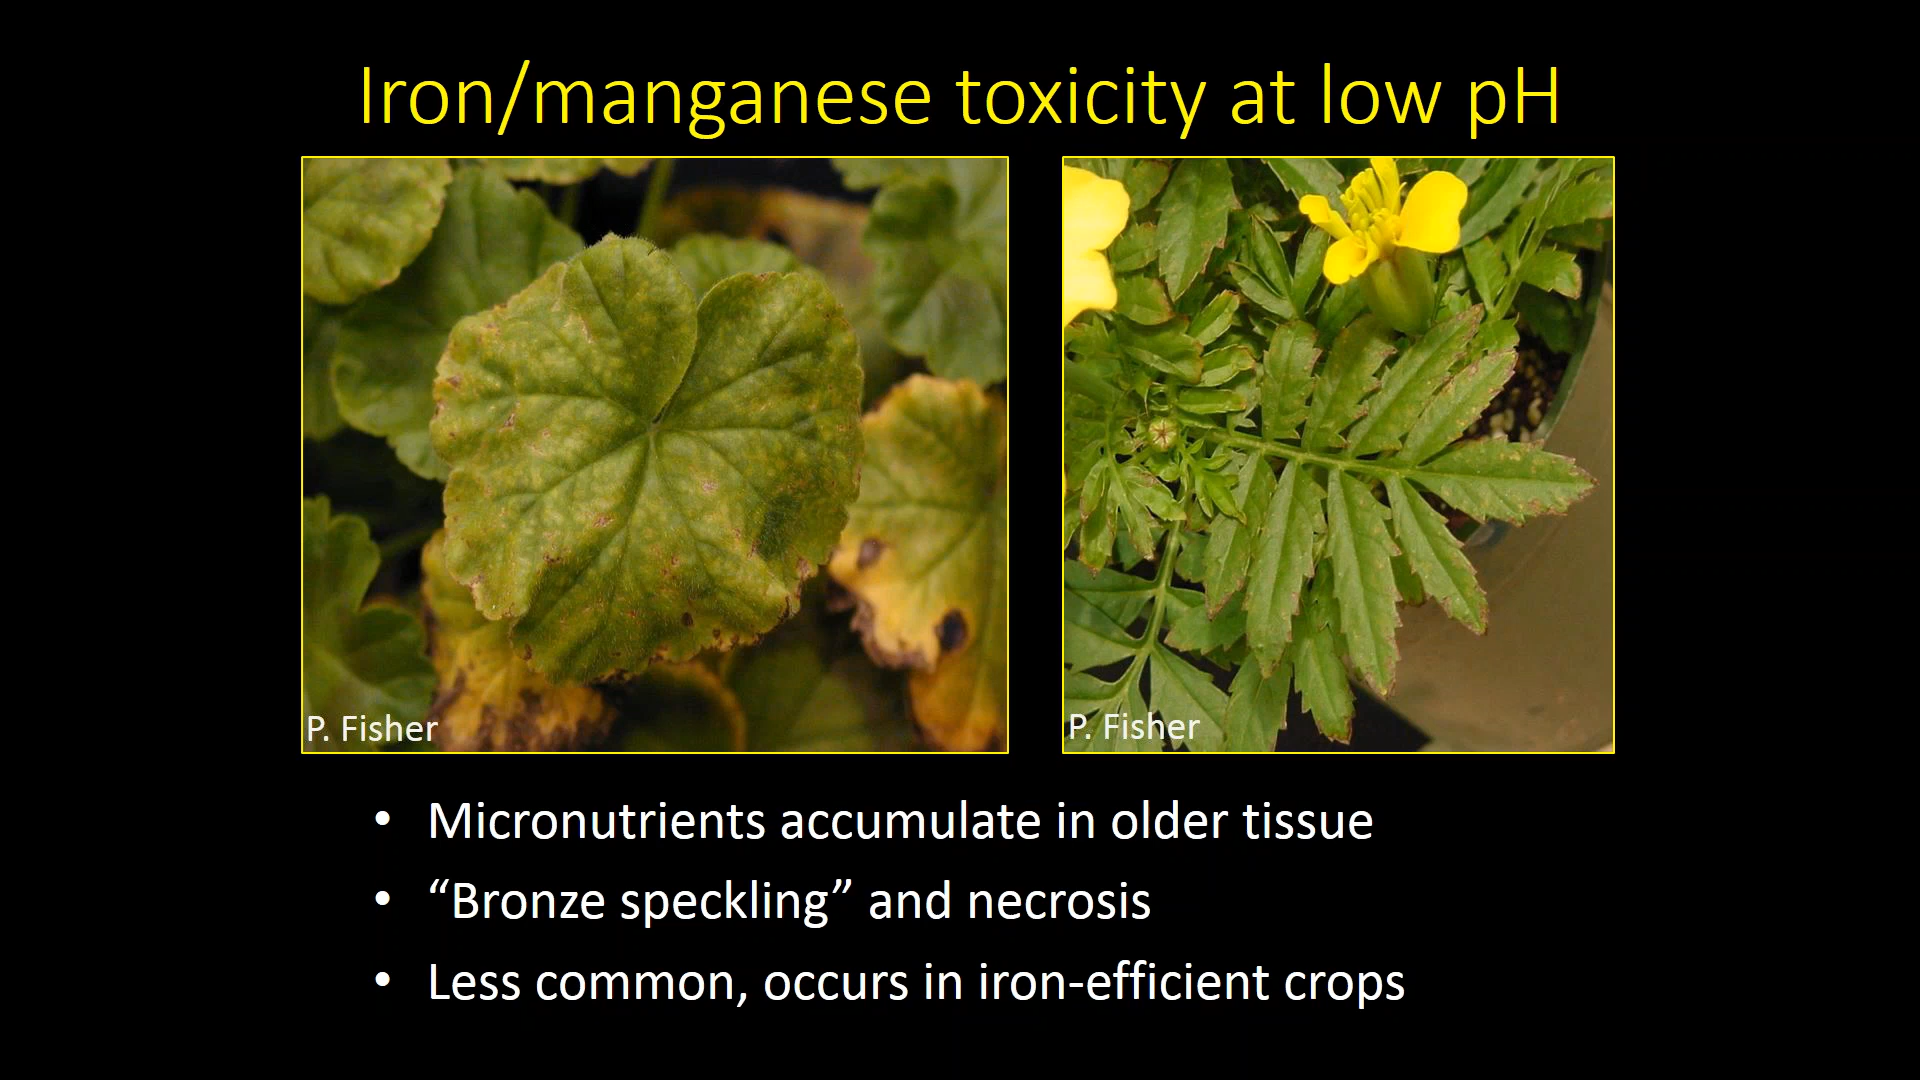 Iron/manganese toxicity at low pH
P. Fisher
P. Fisher
• Micronutrients accumulate in older tissue
• “Bronze speckling” and necrosis
• Less common, occurs in iron-efficient crops